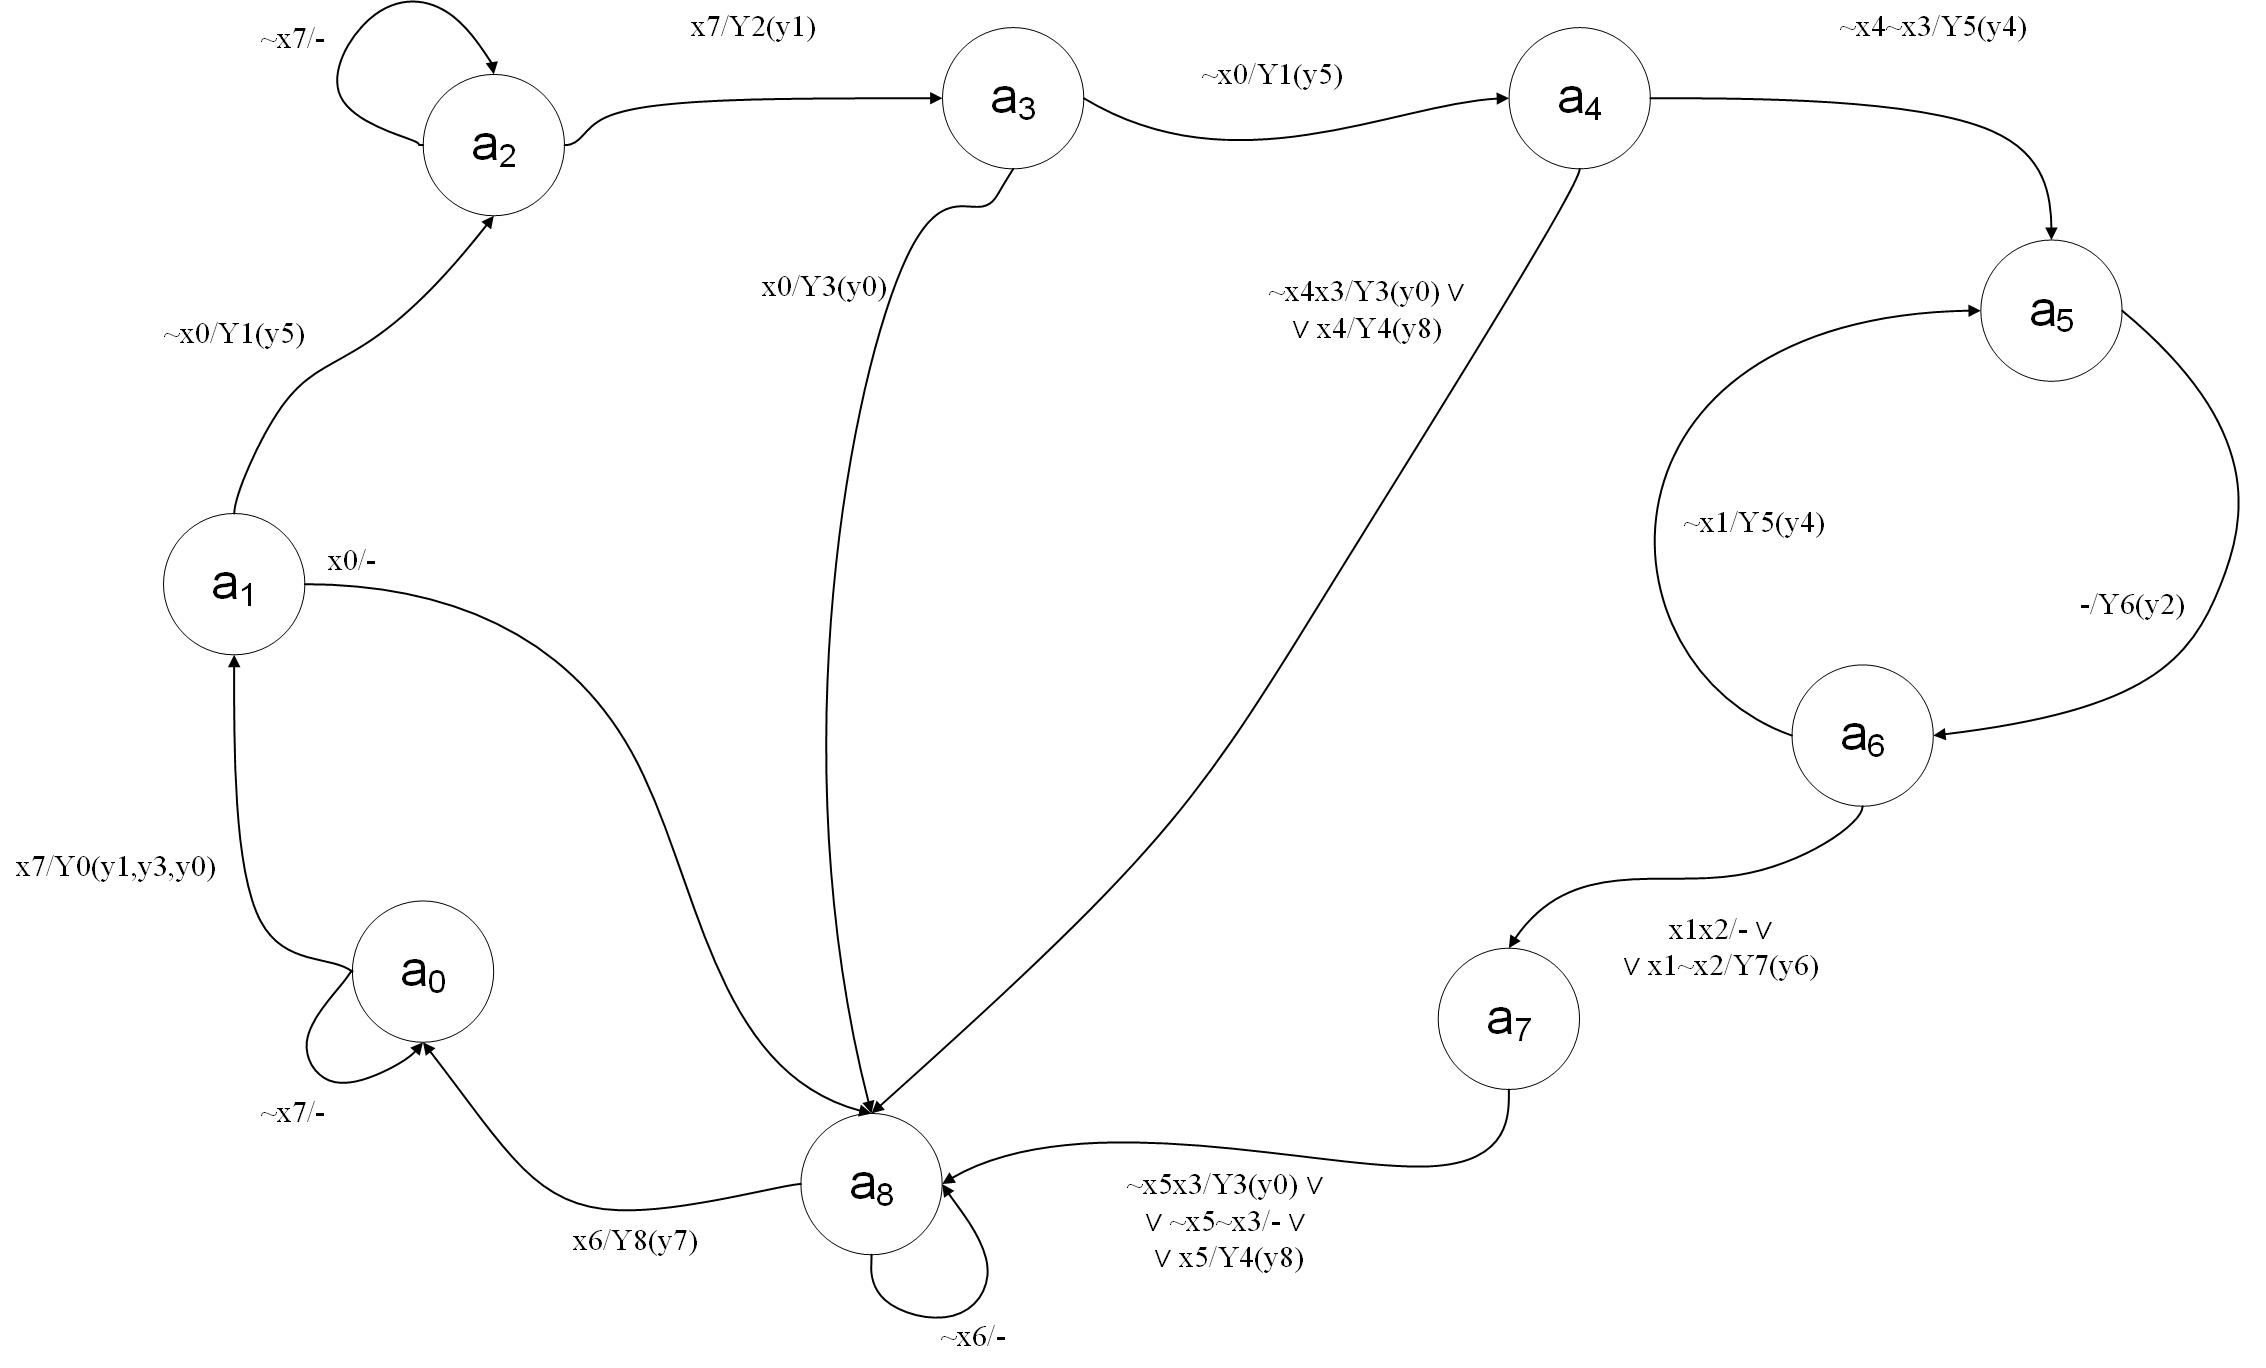 ~x7/-
x7/Y2(y1)
~x4~x3/Y5(y4)
~x0/Y1(y5)
a3
a4
a2
x0/Y3(y0)
~x4x3/Y3(y0) ∨
∨ x4/Y4(y8)
a5
~x0/Y1(y5)
~x1/Y5(y4)
x0/-
a1
-/Y6(y2)
a6
x7/Y0(y1,y3,y0)
x1x2/- ∨
∨ x1~x2/Y7(y6)
a0
a7
~x7/-
a8
~x5x3/Y3(y0) ∨
∨ ~x5~x3/- ∨
∨ x5/Y4(y8)
x6/Y8(y7)
~x6/-